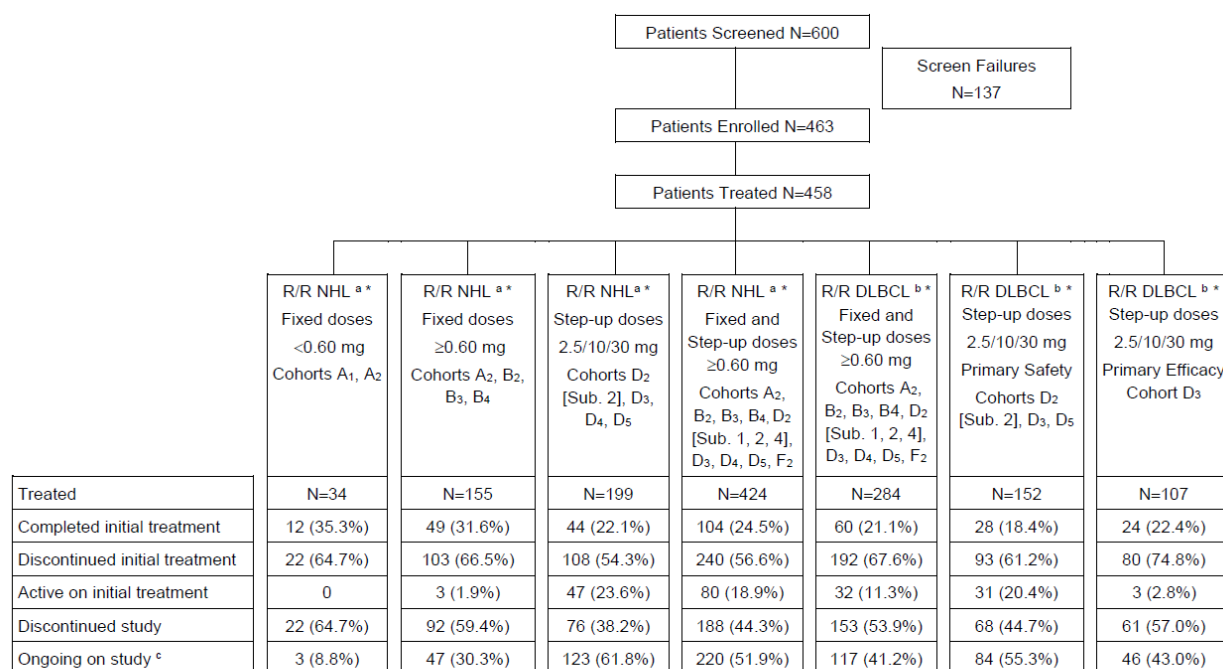 Patients Screened N=600
Screen Failures
N=137
Patients Enrolled N=463
Patients Treated N=458
R/R NHL ᵃ *
Fixed doses
<0.60 mg
Cohorts A₁, A₂
R/R NHL ᵃ *
Fixed doses
≥0.60 mg
Cohorts A₂, B₂,
B₃, B₄
R/R NHLᵃ *
Step-up doses
2.5/10/30 mg
Cohorts D₂
[Sub. 2], D₃,
D₄, D₅
R/R NHL ᵃ *
Fixed and
Step-up doses
≥0.60 mg
Cohorts A₂,
B₂, B₃, B₄, D₂
[Sub. 1, 2, 4],
D₃, D₄, D₅, F₂
R/R DLBCL ᵇ *
Fixed and
Step-up doses
≥0.60 mg
Cohorts A₂,
B₂, B₃, B4, D₂
[Sub. 1, 2, 4],
D₃, D₄, D₅, F₂
R/R DLBCL ᵇ *
Step-up doses
2.5/10/30 mg
Primary Safety
Cohorts D₂
[Sub. 2], D₃, D₅
R/R DLBCL ᵇ *
Step-up doses
2.5/10/30 mg
Primary Efficacy
Cohort D₃
Treated N=34 N=155 N=199 N=424 N=284 N=152 N=107
Completed initial treatment 12 (35.3%) 49 (31.6%) 44 (22.1%) 104 (24.5%) 60 (21.1%) 28 (18.4%) 24 (22.4%)
Discontinued initial treatment 22 (64.7%) 103 (66.5%) 108 (54.3%) 240 (56.6%) 192 (67.6%) 93 (61.2%) 80 (74.8%)
Active on initial treatment 0 3 (1.9%) 47 (23.6%) 80 (18.9%) 32 (11.3%) 31 (20.4%) 3 (2.8%)
Discontinued study 22 (64.7%) 92 (59.4%) 76 (38.2%) 188 (44.3%) 153 (53.9%) 68 (44.7%) 61 (57.0%)
Ongoing on study ᶜ 3 (8.8%) 47 (30.3%) 123 (61.8%) 220 (51.9%) 117 (41.2%) 84 (55.3%) 46 (43.0%)